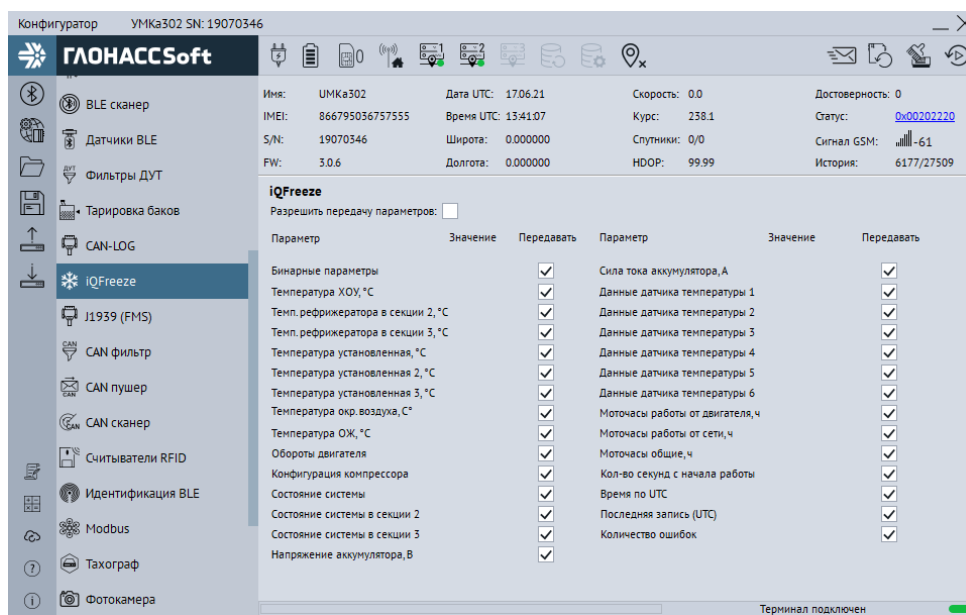 Конфигуратор УМКа302 SN: 19070346
ГЛОНАССSoft
0 1 2
Имя: УМКа302 Дата UTC: 17.06.21 Скорость: 0.0 Достоверность: 0
IMEI: 866795036757555 Время UTC: 13:41:07 Курс: 238.1 Статус: 0x00202220
S/N: 19070346 Широта: 0.000000 Спутники: 0/0 Сигнал GSM: -61
FW: 3.0.6 Долгота: 0.000000 HDOP: 99.99 История: 6177/27509
BLE сканер
Датчики BLE
ДУТ Фильтры ДУТ
Тарировка баков
CAN-LOG
iQFreeze
J1939 (FMS)
CAN CAN фильтр
CAN CAN пушер
CAN CAN сканер
Считыватели RFID
Идентификация BLE
Modbus
Тахограф
Фотокамера
iQFreeze
Разрешить передачу параметров:
Параметр Значение Передавать Параметр Значение Передавать
Бинарные параметры Сила тока аккумулятора, А
Температура ХОУ, °С Данные датчика температуры 1
Темп. рефрижератора в секции 2, °С Данные датчика температуры 2
Темп. рефрижератора в секции 3, °С Данные датчика температуры 3
Температура установленная, °С Данные датчика температуры 4
Температура установленная 2, °С Данные датчика температуры 5
Температура установленная 3, °С Данные датчика температуры 6
Температура окр. воздуха, С° Моточасы работы от двигателя, ч
Температура ОЖ, °С Моточасы работы от сети, ч
Обороты двигателя Моточасы общие, ч
Конфигурация компрессора Кол-во секунд с начала работы
Состояние системы Время по UTC
Состояние системы в секции 2 Последняя запись (UTC)
Состояние системы в секции 3 Количество ошибок
Напряжение аккумулятора, В
Терминал подключен